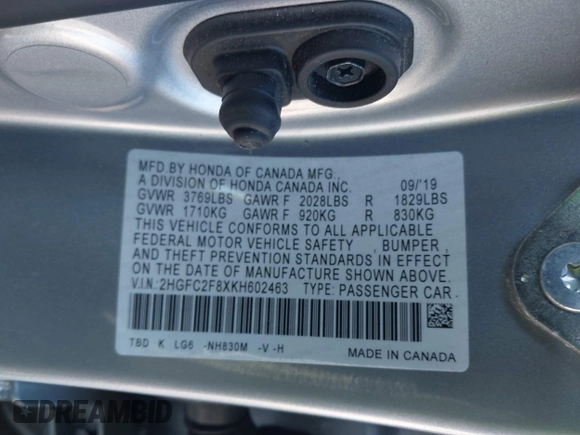 MFD.BY HONDA OF CANADA MFG.,
A DIVISION OF HONDA CANADA INC. 09/'19
GVWR 3769LBS GAWR F 2028LBS R 1829LBS
GVWR 1710KG GAWR F 920KG R 830KG
THIS VEHICLE CONFORMS TO ALL APPLICABLE
FEDERAL MOTOR VEHICLE SAFETY , BUMPER ,
AND THEFT PREVENTION STANDARDS IN EFFECT
ON THE DATE OF MANUFACTURE SHOWN ABOVE.
V.I.N.:2HGFC2F8XKH602463 TYPE: PASSENGER CAR
TBD K LG6 -NH830M -V -H
MADE IN CANADA
DREAMBID